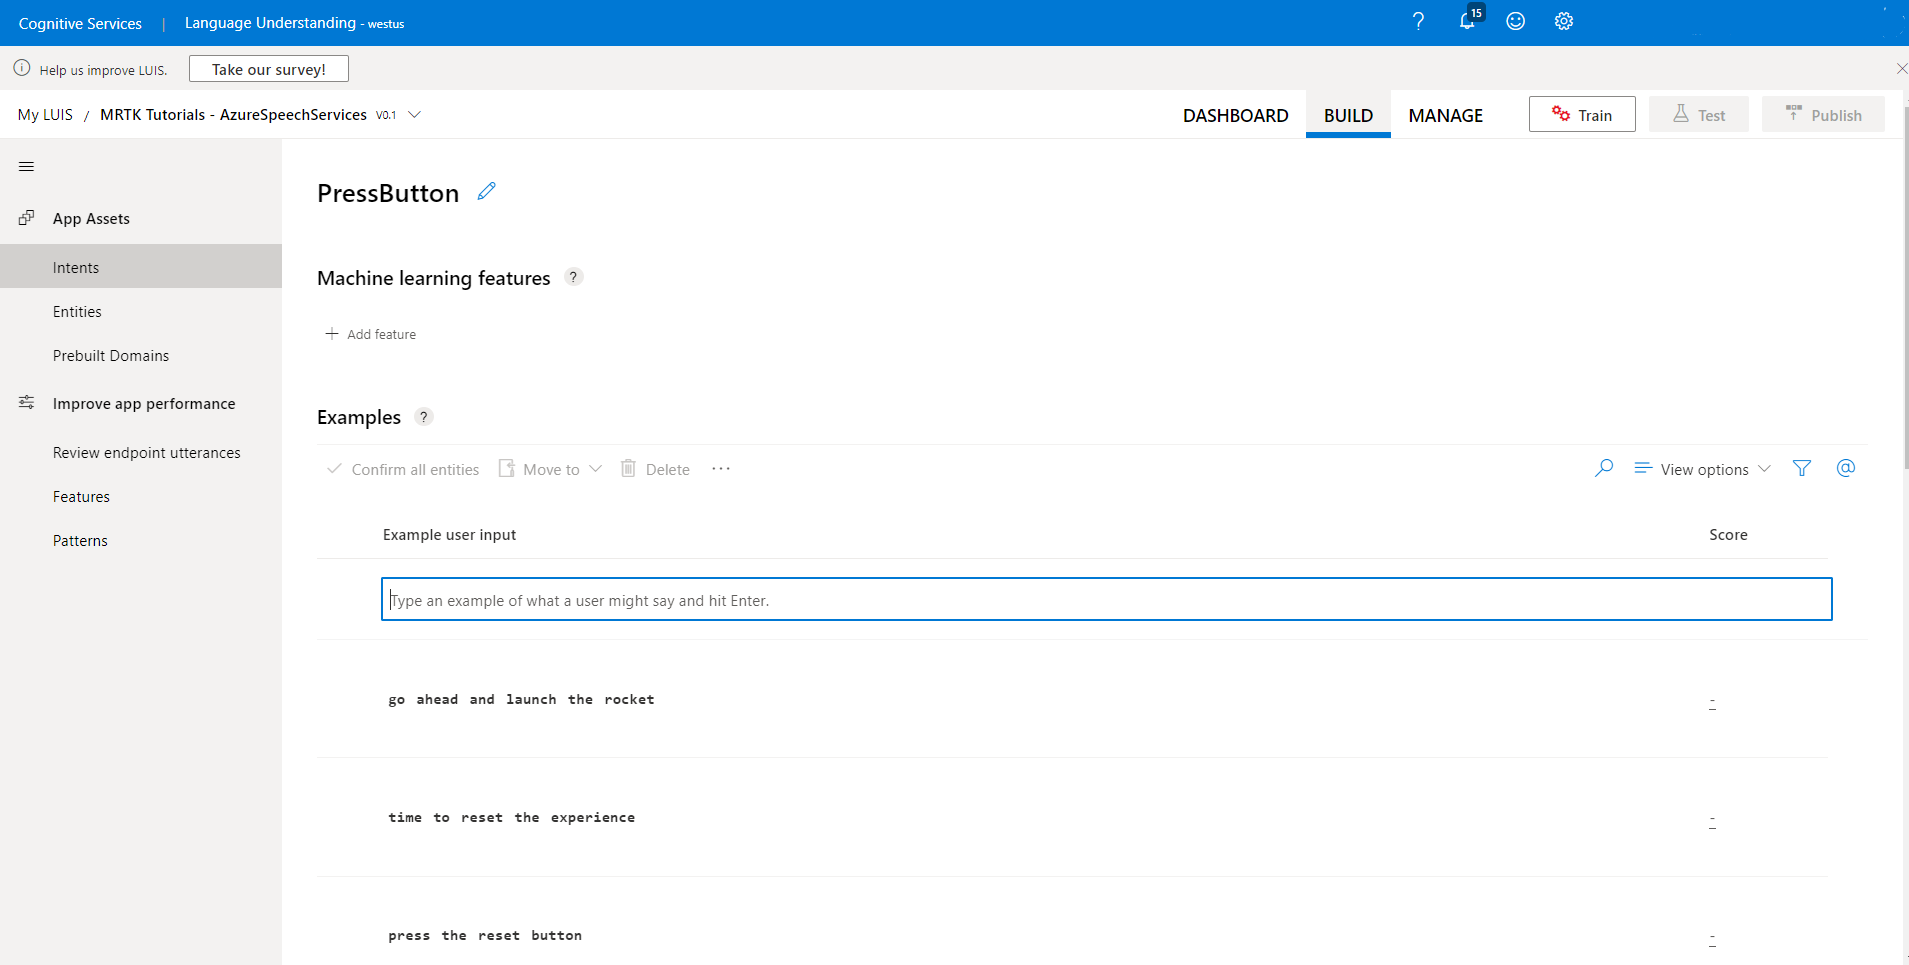 Cognitive Services | Language Understanding - westus
? 15
Help us improve LUIS. Take our survey!
My LUIS / MRTK Tutorials - AzureSpeechServices V0.1
DASHBOARD BUILD MANAGE Train Test Publish
App Assets
Intents
Entities
Prebuilt Domains
Improve app performance
Review endpoint utterances
Features
Patterns
PressButton
Machine learning features ?
+ Add feature
Examples ?
Confirm all entities Move to Delete ... View options @
Example user input Score
Type an example of what a user might say and hit Enter.
go ahead and launch the rocket -
time to reset the experience -
press the reset button -